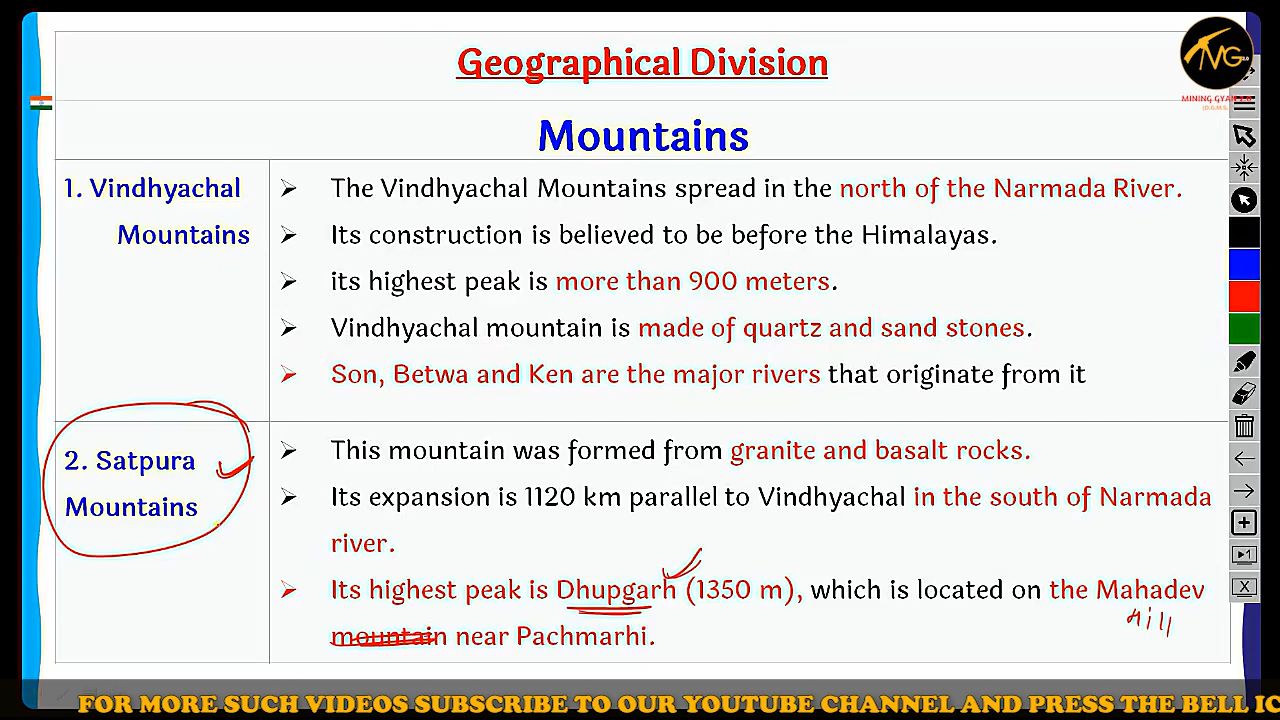 Geographical Division
MINING GYAN 2.0
Mountains
1. Vindhyachal
Mountains
➢ The Vindhyachal Mountains spread in the north of the Narmada River.
➢ Its construction is believed to be before the Himalayas.
➢ its highest peak is more than 900 meters.
➢ Vindhyachal mountain is made of quartz and sand stones.
➢ Son, Betwa and Ken are the major rivers that originate from it
2. Satpura
Mountains
➢ This mountain was formed from granite and basalt rocks.
➢ Its expansion is 1120 km parallel to Vindhyachal in the south of Narmada
river.
➢ Its highest peak is Dhupgarh (1350 m), which is located on the Mahadev
mountain near Pachmarhi.
Hill
FOR MORE SUCH VIDEOS SUBSCRIBE TO OUR YOUTUBE CHANNEL AND PRESS THE BELL IC